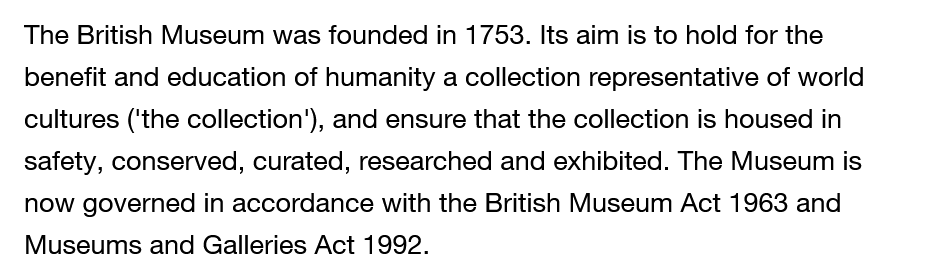 The British Museum was founded in 1753. Its aim is to hold for the
benefit and education of humanity a collection representative of world
cultures ('the collection'), and ensure that the collection is housed in
safety, conserved, curated, researched and exhibited. The Museum is
now governed in accordance with the British Museum Act 1963 and
Museums and Galleries Act 1992.